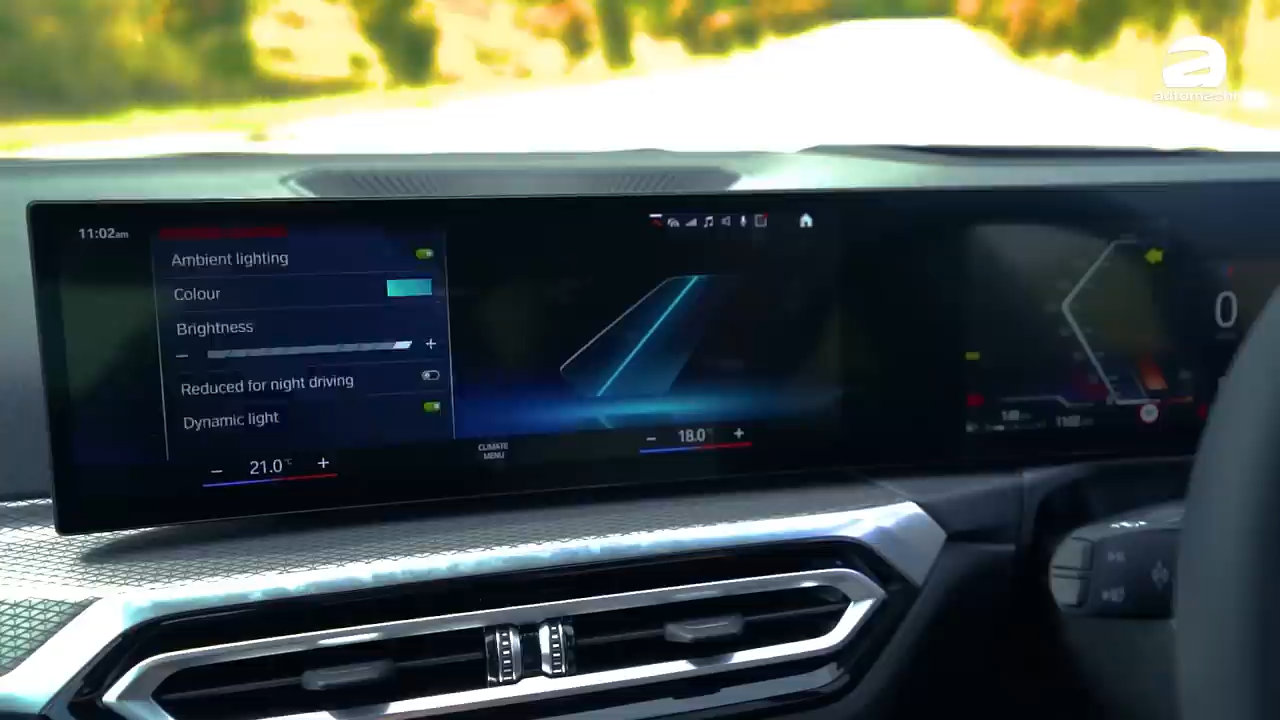 automachi
11:02am
Ambient lighting
Colour
Brightness
− +
Reduced for night driving
Dynamic light
− 21.0°C +
CLIMATE
MENU
− 18.0°C +
0